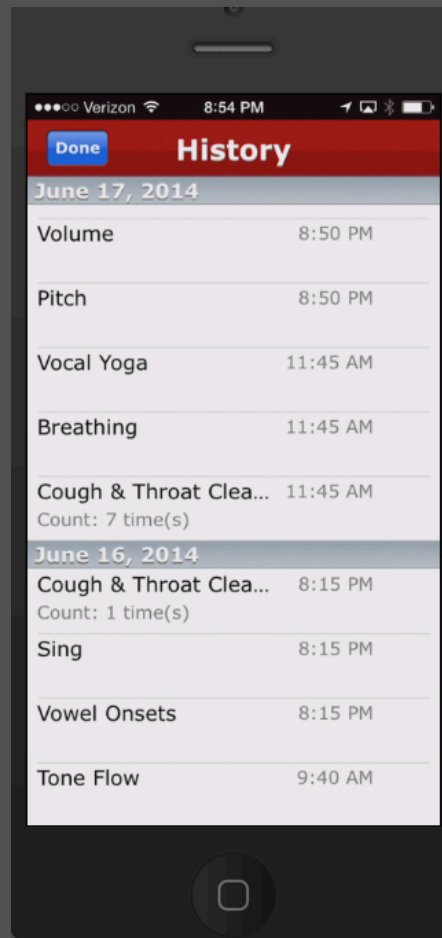 Verizon 8:54 PM
Done History
June 17, 2014
Volume 8:50 PM
Pitch 8:50 PM
Vocal Yoga 11:45 AM
Breathing 11:45 AM
Cough & Throat Clea... 11:45 AM
Count: 7 time(s)
June 16, 2014
Cough & Throat Clea... 8:15 PM
Count: 1 time(s)
Sing 8:15 PM
Vowel Onsets 8:15 PM
Tone Flow 9:40 AM